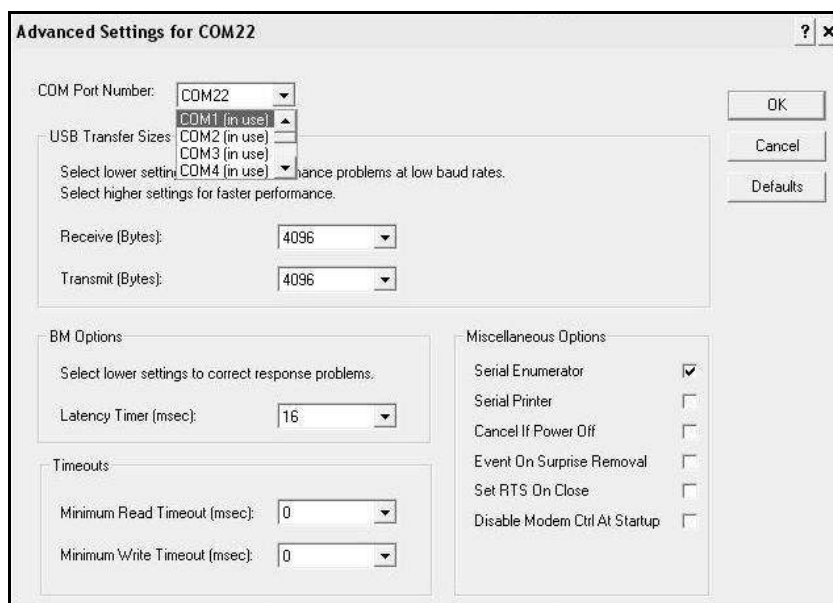 Advanced Settings for COM22
? ×
COM Port Number: COM22
OK
COM1 (in use)
USB Transfer Sizes COM2 (in use)
COM3 (in use)
Cancel
Select lower COM4 (in use) problems at low baud rates.
Select higher settings for faster performance.
Defaults
Receive (Bytes): 4096
Transmit (Bytes): 4096
BM Options
Select lower settings to correct response problems.
Latency Timer (msec): 16
Timeouts
Minimum Read Timeout (msec): 0
Minimum Write Timeout (msec): 0
Miscellaneous Options
Serial Enumerator
Serial Printer
Cancel If Power Off
Event On Surprise Removal
Set RTS On Close
Disable Modem Ctrl At Startup